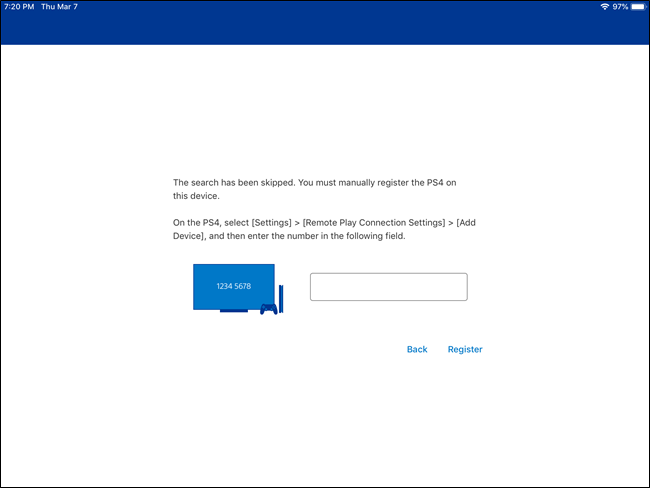 7:20 PM Thu Mar 7 97%
The search has been skipped. You must manually register the PS4 on
this device.
On the PS4, select [Settings] > [Remote Play Connection Settings] > [Add
Device], and then enter the number in the following field.
1234 5678
Back Register